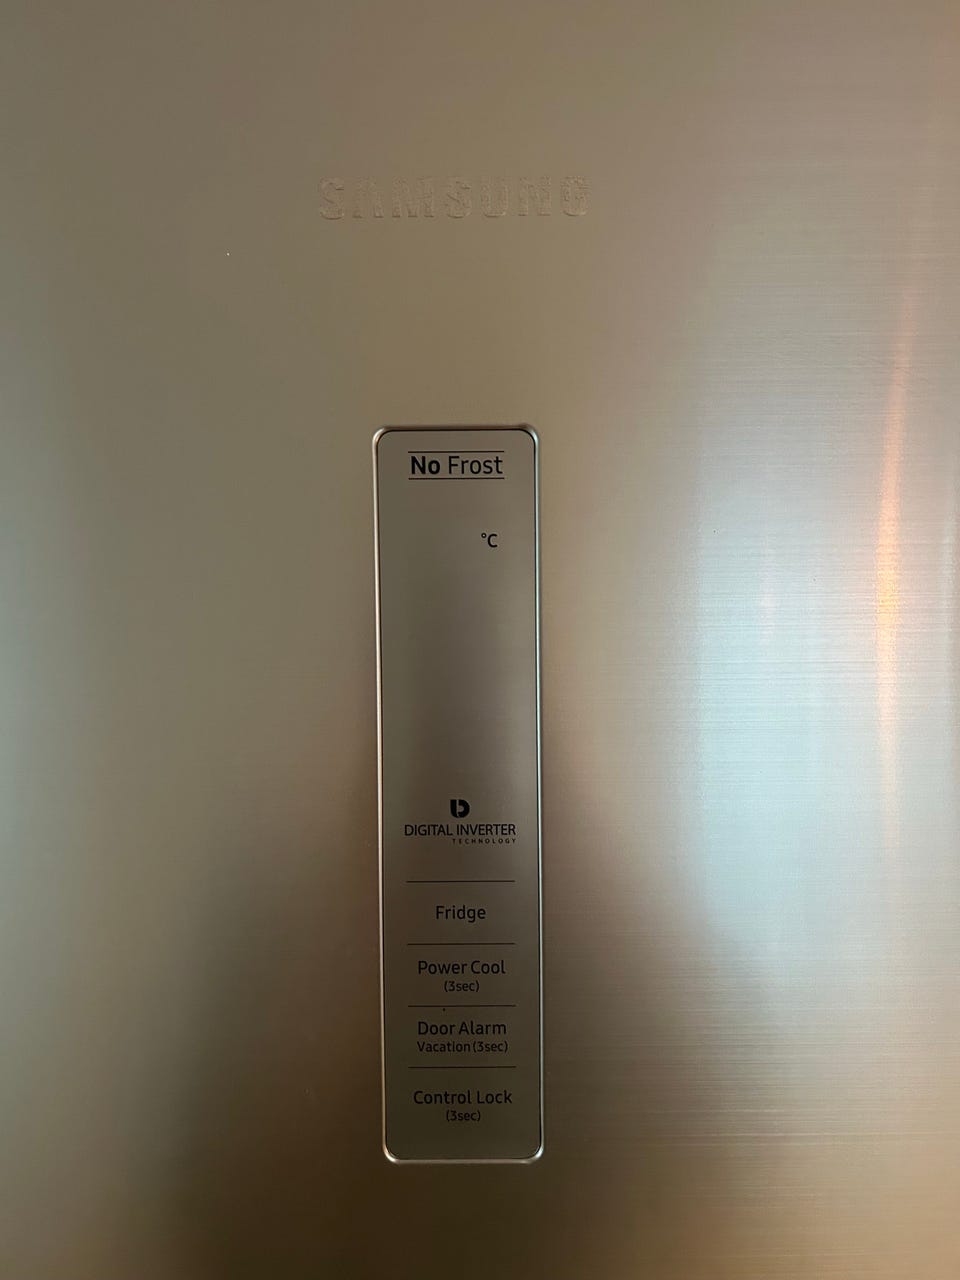 SAMSUNG
No Frost
°C
DIGITAL INVERTER
TECHNOLOGY
Fridge
Power Cool
(3sec)
Door Alarm
Vacation (3sec)
Control Lock
(3sec)